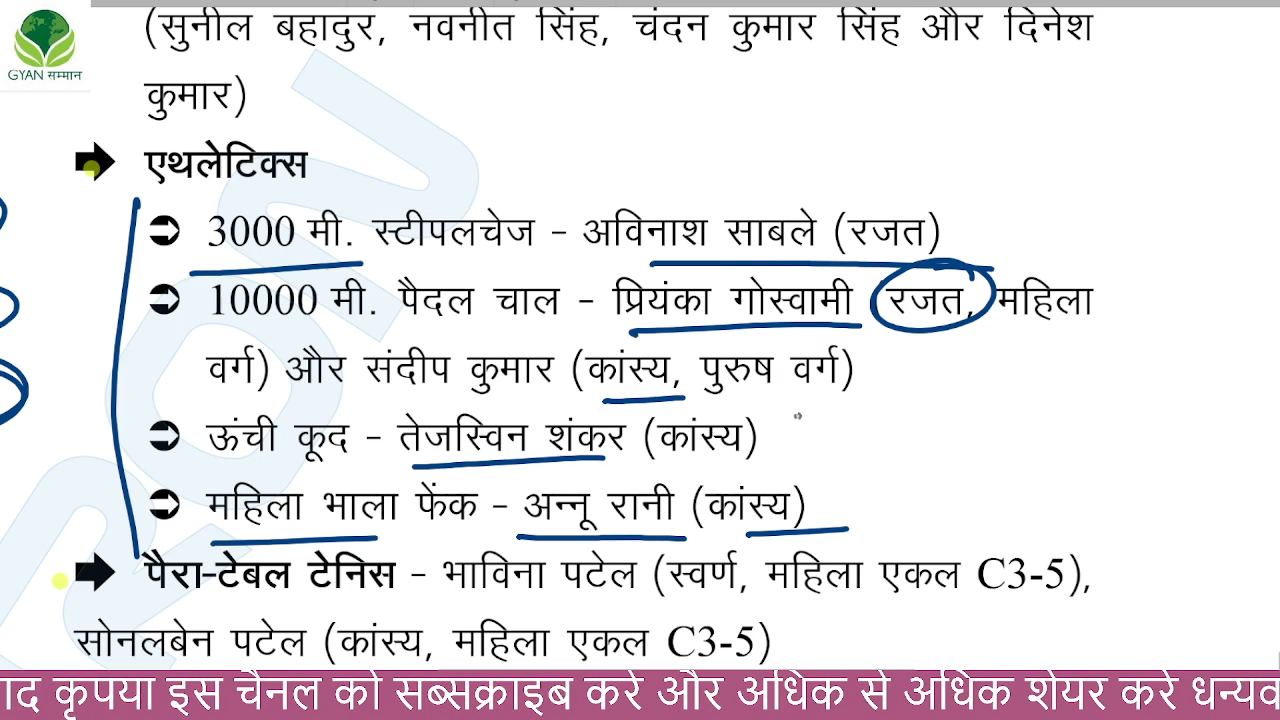 (सुनील बहादुर, नवनीत सिंह, चंदन कुमार सिंह और दिनेश
GYAN सम्मान
कुमार)
एथलेटिक्स
3000 मी. स्टीपलचेज - अविनाश साबले (रजत)
10000 मी. पैदल चाल - प्रियंका गोस्वामी (रजत, महिला
वर्ग) और संदीप कुमार (कांस्य, पुरुष वर्ग)
ऊंची कूद - तेजस्विन शंकर (कांस्य)
महिला भाला फेंक - अन्नू रानी (कांस्य)
पैरा-टेबल टेनिस - भाविना पटेल (स्वर्ण, महिला एकल C3-5),
सोनलबेन पटेल (कांस्य, महिला एकल C3-5)
ाद कृपया इस चैनल को सब्सक्राइब करे और अधिक से अधिक शेयर करे धन्यव